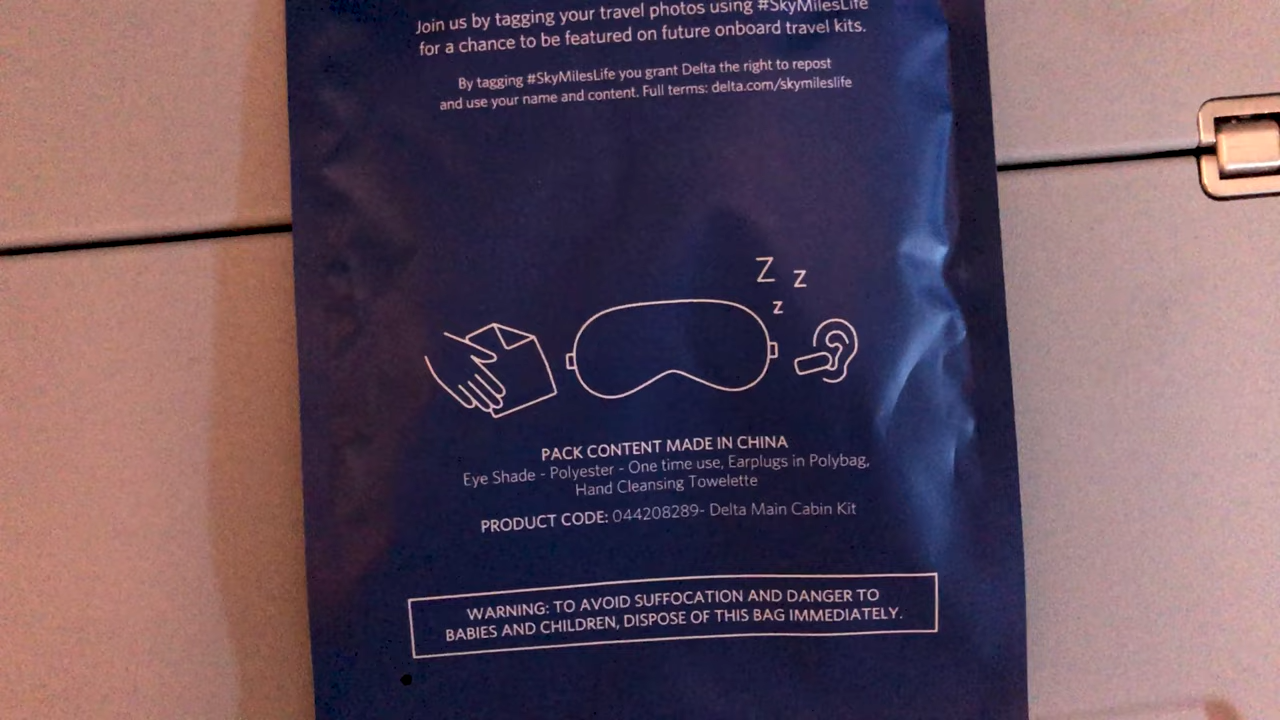 Join us by tagging your travel photos using #SkyMilesLife
for a chance to be featured on future onboard travel kits.
By tagging #SkyMilesLife you grant Delta the right to repost
and use your name and content. Full terms: delta.com/skymileslife
Z Z
z
PACK CONTENT MADE IN CHINA
Eye Shade - Polyester - One time use, Earplugs in Polybag,
Hand Cleansing Towelette
PRODUCT CODE: 044208289- Delta Main Cabin Kit
WARNING: TO AVOID SUFFOCATION AND DANGER TO
BABIES AND CHILDREN, DISPOSE OF THIS BAG IMMEDIATELY.